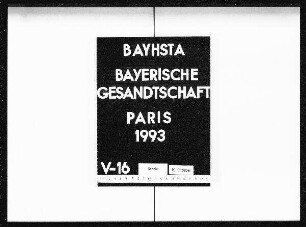 BAYHSTA
BAYERISCHE
GESANDTSCHAFT
PARIS
1993
V-16